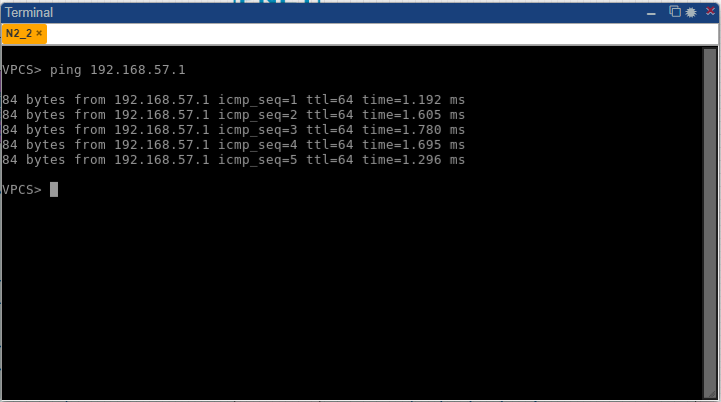 Terminal
N2_2 ×
VPCS> ping 192.168.57.1
84 bytes from 192.168.57.1 icmp_seq=1 ttl=64 time=1.192 ms
84 bytes from 192.168.57.1 icmp_seq=2 ttl=64 time=1.605 ms
84 bytes from 192.168.57.1 icmp_seq=3 ttl=64 time=1.780 ms
84 bytes from 192.168.57.1 icmp_seq=4 ttl=64 time=1.695 ms
84 bytes from 192.168.57.1 icmp_seq=5 ttl=64 time=1.296 ms
VPCS>